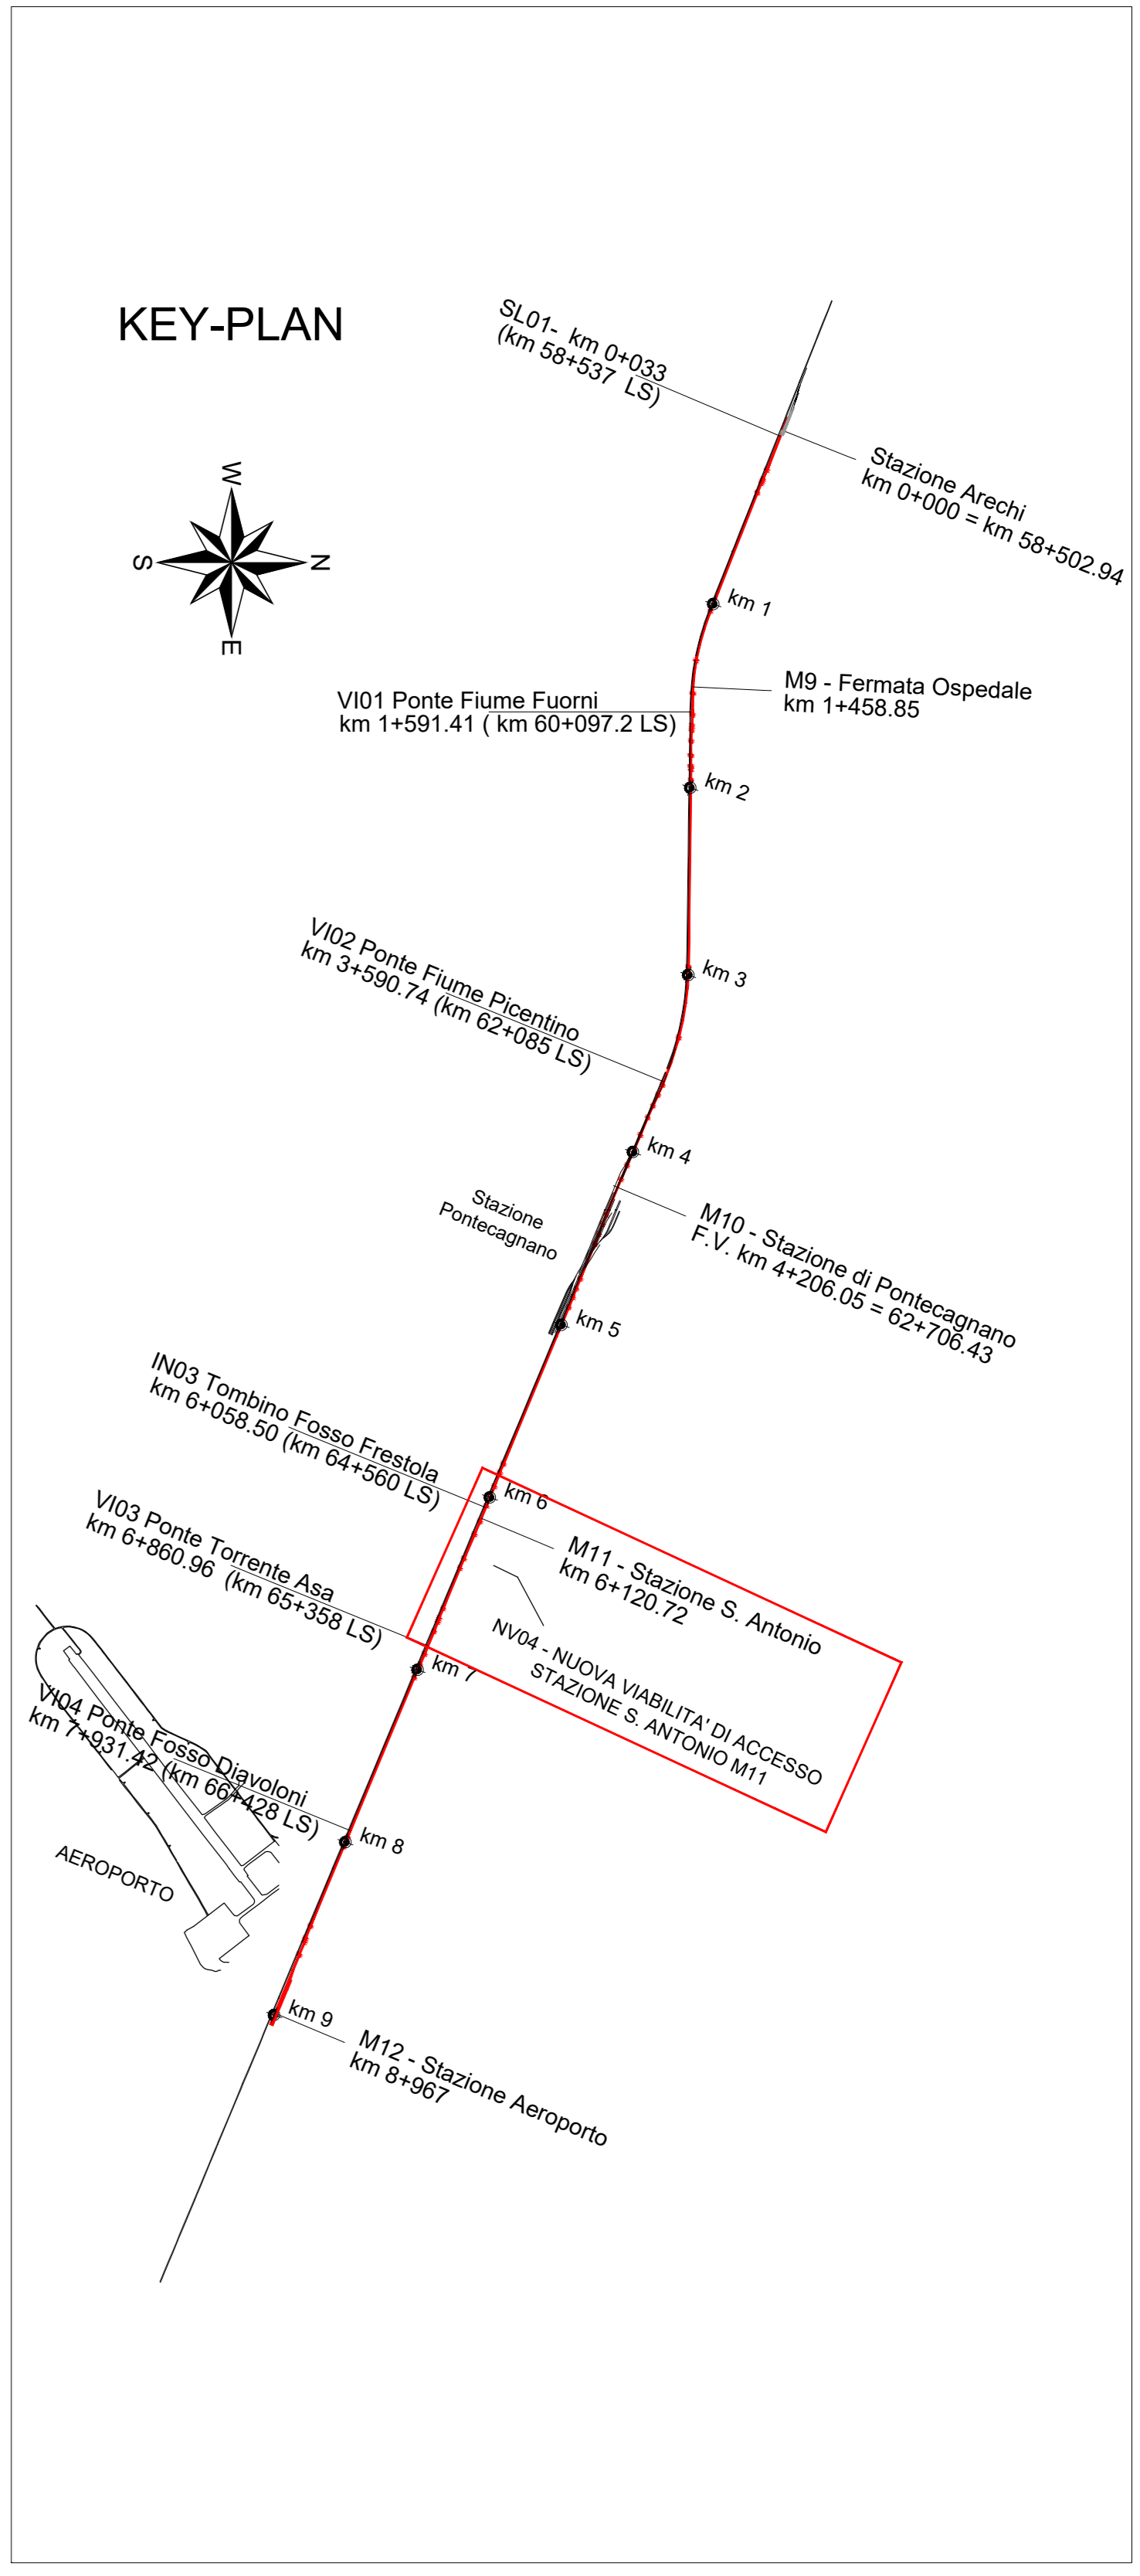 KEY-PLAN
SL01- km 0+033
(km 58+537 LS)
Stazione Arechi
km 0+000 = km 58+502.94
W
N
S
E
km 1
M9 - Fermata Ospedale
km 1+458.85
VI01 Ponte Fiume Fuorni
km 1+591.41 ( km 60+097.2 LS)
km 2
VI02 Ponte Fiume Picentino
km 3+590.74 (km 62+085 LS)
km 3
km 4
Stazione
Pontecagnano
M10 - Stazione di Pontecagnano
F.V. km 4+206.05 = 62+706.43
km 5
IN03 Tombino Fosso Frestola
km 6+058.50 (km 64+560 LS)
km 6
M11 - Stazione S. Antonio
km 6+120.72
VI03 Ponte Torrente Asa
km 6+860.96 (km 65+358 LS)
NV04 - NUOVA VIABILITA' DI ACCESSO
STAZIONE S. ANTONIO M11
km 7
VI04 Ponte Fosso Diavoloni
km 7+931.42 (km 66+428 LS)
km 8
AEROPORTO
km 9
M12 - Stazione Aeroporto
km 8+967